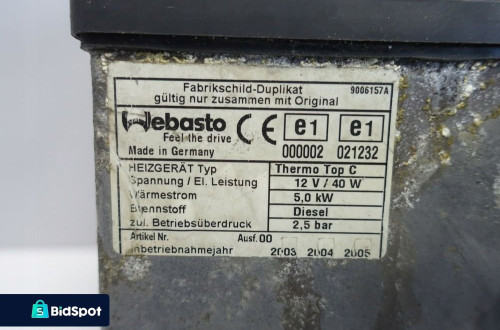 Fabrikschild-Duplikat
gültig nur zusammen mit Original
9006157A
Webasto
Feel the drive
CE e1 e1
Made in Germany 000002 021232
HEIZGERÄT Typ Thermo Top C
Spannung / El. Leistung 12 V / 40 W
Wärmestrom 5,0 kW
Brennstoff Diesel
zul. Betriebsüberdruck 2,5 bar
Artikel Nr. Ausf. 00
Inbetriebnahmejahr 2003 2004 2005
BidSpot